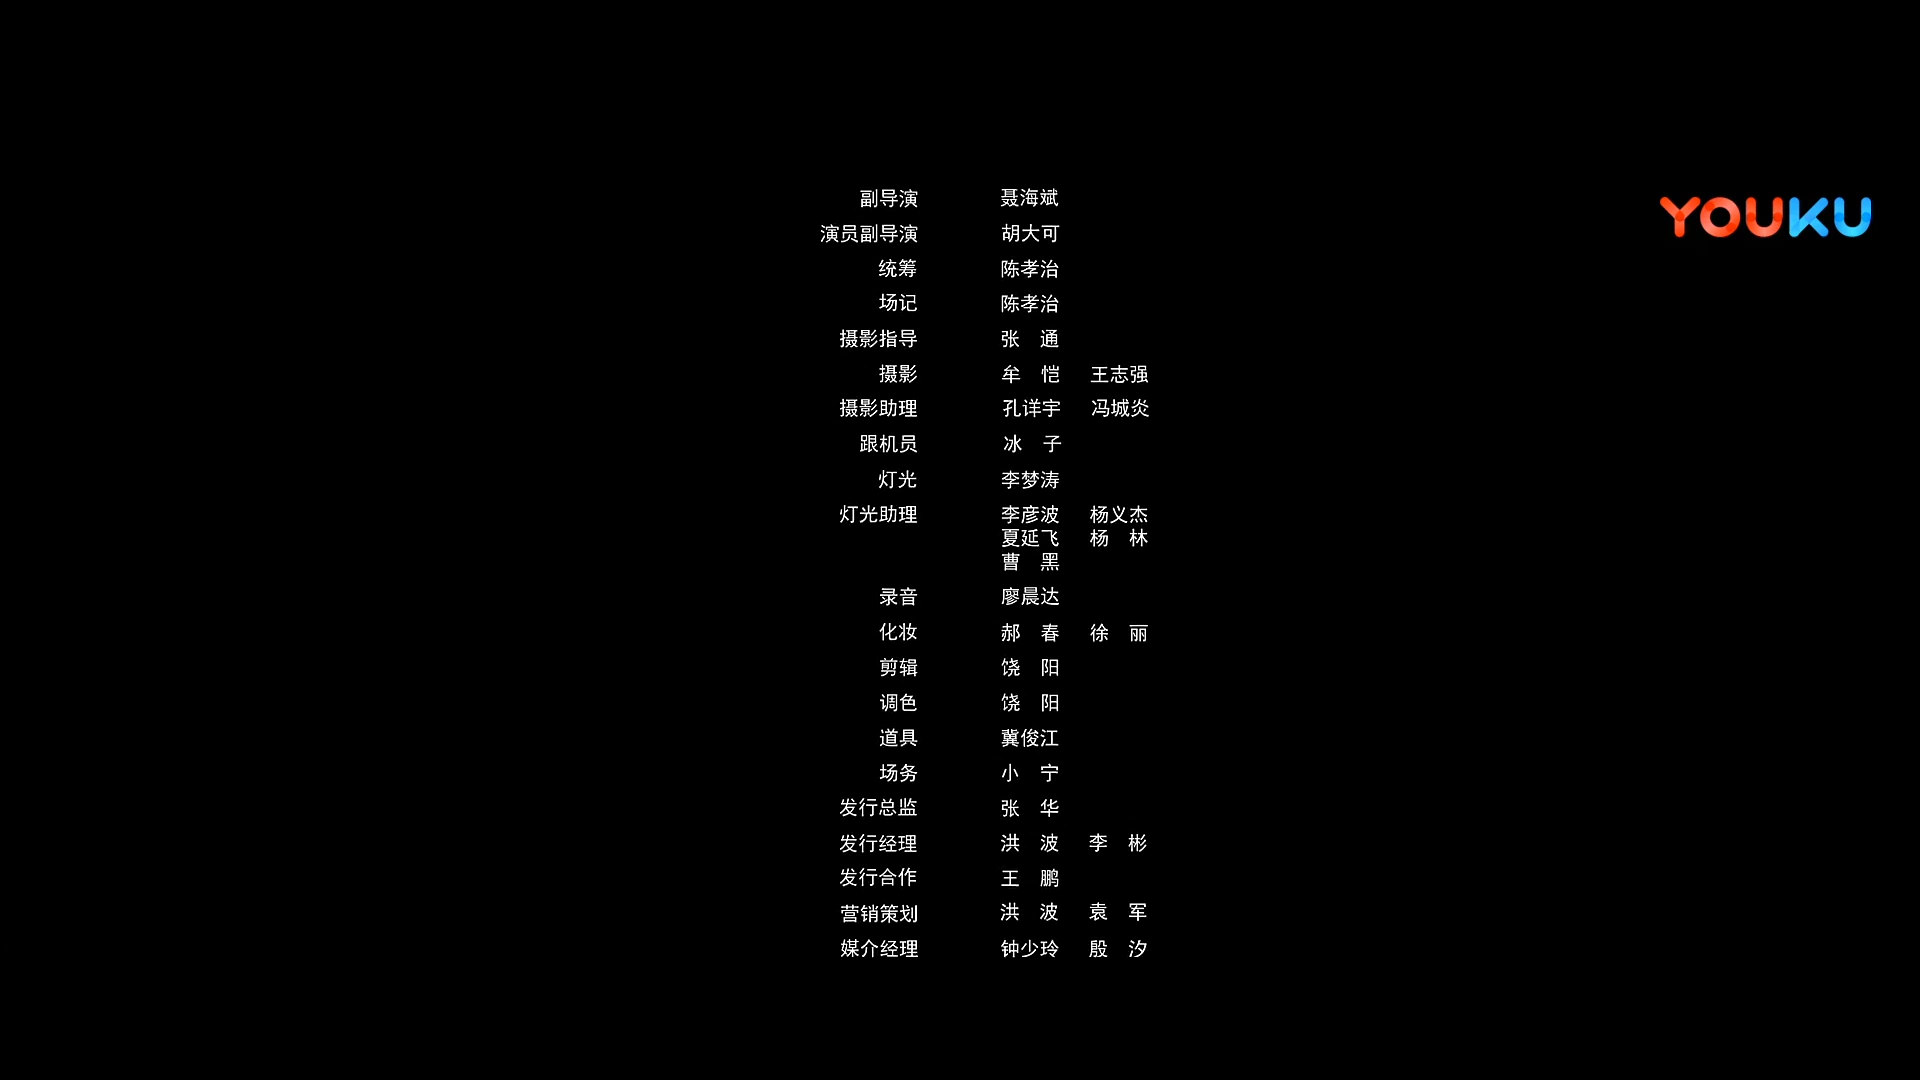 副导演 聂海斌
YOUKU
演员副导演 胡大可
统筹 陈孝治
场记 陈孝治
摄影指导 张 通
摄影 牟 恺 王志强
摄影助理 孔详宇 冯城炎
跟机员 冰 子
灯光 李梦涛
灯光助理 李彦波 杨义杰
夏延飞 杨 林
曹 黑
录音 廖晨达
化妆 郝 春 徐 丽
剪辑 饶 阳
调色 饶 阳
道具 冀俊江
场务 小 宁
发行总监 张 华
发行经理 洪 波 李 彬
发行合作 王 鹏
营销策划 洪 波 袁 军
媒介经理 钟少玲 殷 汐